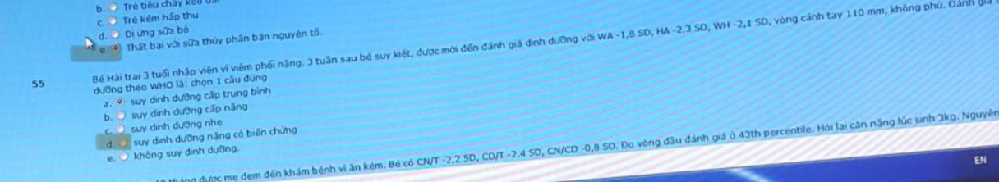 b. Trẻ tiêu chảy kéo dài
c. Trẻ kém hấp thu
d. Dị ứng sữa bò
e. Thất bại với sữa thủy phân bán nguyên tố.
55 Bé Hải trai 3 tuổi nhập viện vì viêm phổi nặng. 3 tuần sau bé suy kiệt, được mời đến đánh giá dinh dưỡng với WA -1,8 SD, HA -2,3 SD, WH -2,1 SD, vòng cánh tay 110 mm, không phù. Đánh giá
dưỡng theo WHO là: chọn 1 câu đúng
a. suy dinh dưỡng cấp trung bình
b. suy dinh dưỡng cấp nặng
c. suy dinh dưỡng nhẹ
d. suy dinh dưỡng nặng có biến chứng
e. không suy dinh dưỡng.
tháng được mẹ đem đến khám bệnh vì ăn kém. Bé có CN/T -2,2 SD, CD/T -2,4 SD, CN/CD -0,8 SD. Đo vòng đầu đánh giá ở 43th percentile. Hỏi lại cân nặng lúc sinh 3kg. Nguyên
EN